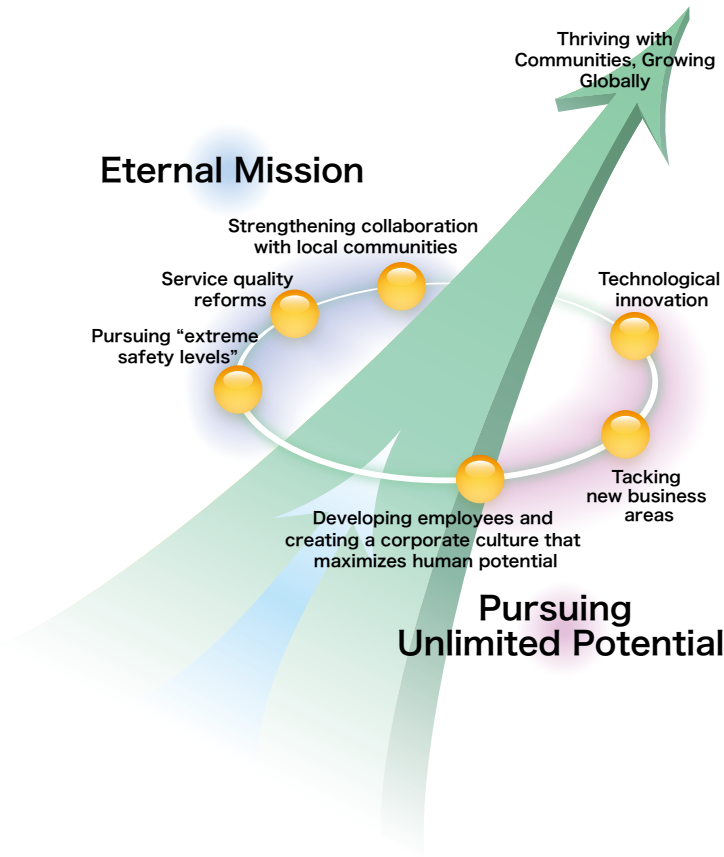 Thriving with
Communities, Growing
Globally
Eternal Mission
Strengthening collaboration
with local communities
Service quality
reforms
Technological
innovation
Pursuing “extreme
safety levels”
Tacking
new business
areas
Developing employees and
creating a corporate culture that
maximizes human potential
Pursuing
Unlimited Potential